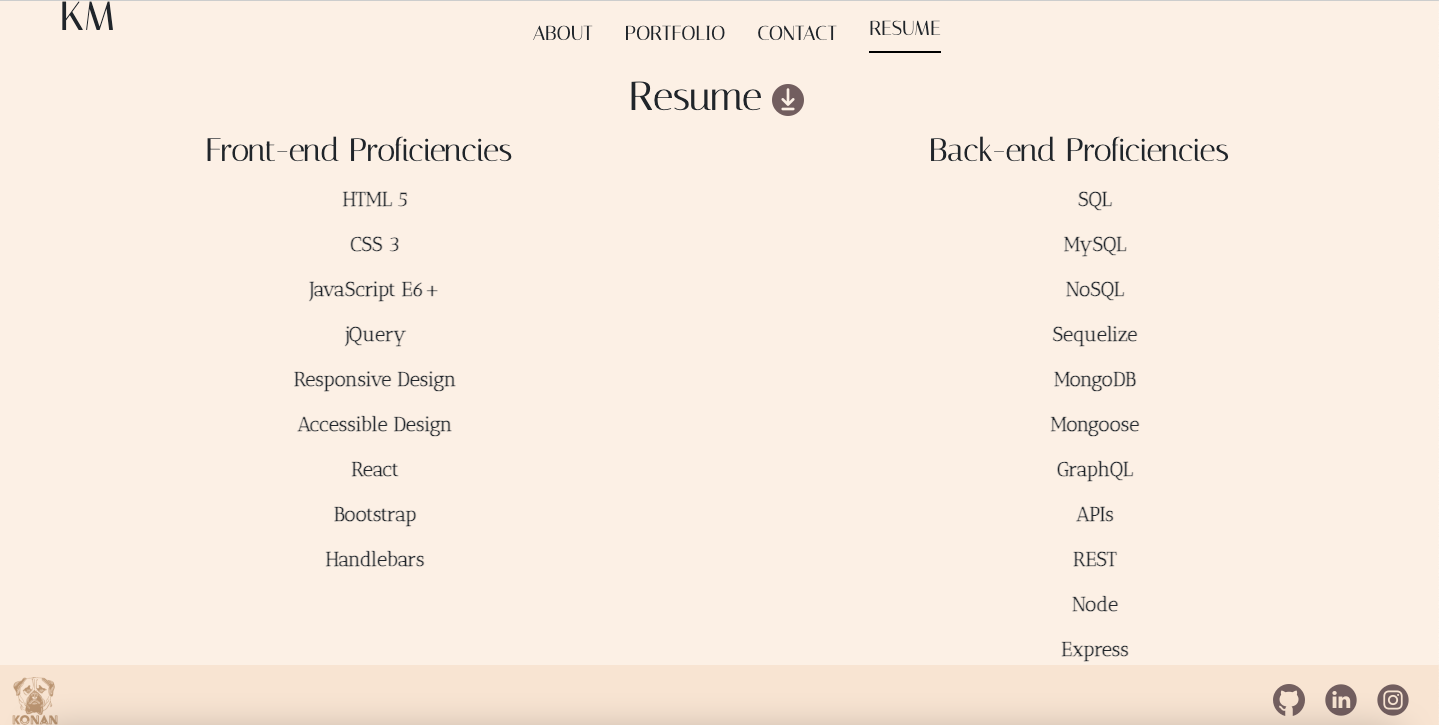 KM
ABOUT PORTFOLIO CONTACT RESUME
Resume
Front-end Proficiencies
HTML 5
CSS 3
JavaScript E6+
jQuery
Responsive Design
Accessible Design
React
Bootstrap
Handlebars
Back-end Proficiencies
SQL
MySQL
NoSQL
Sequelize
MongoDB
Mongoose
GraphQL
APIs
REST
Node
Express
KONAN
in